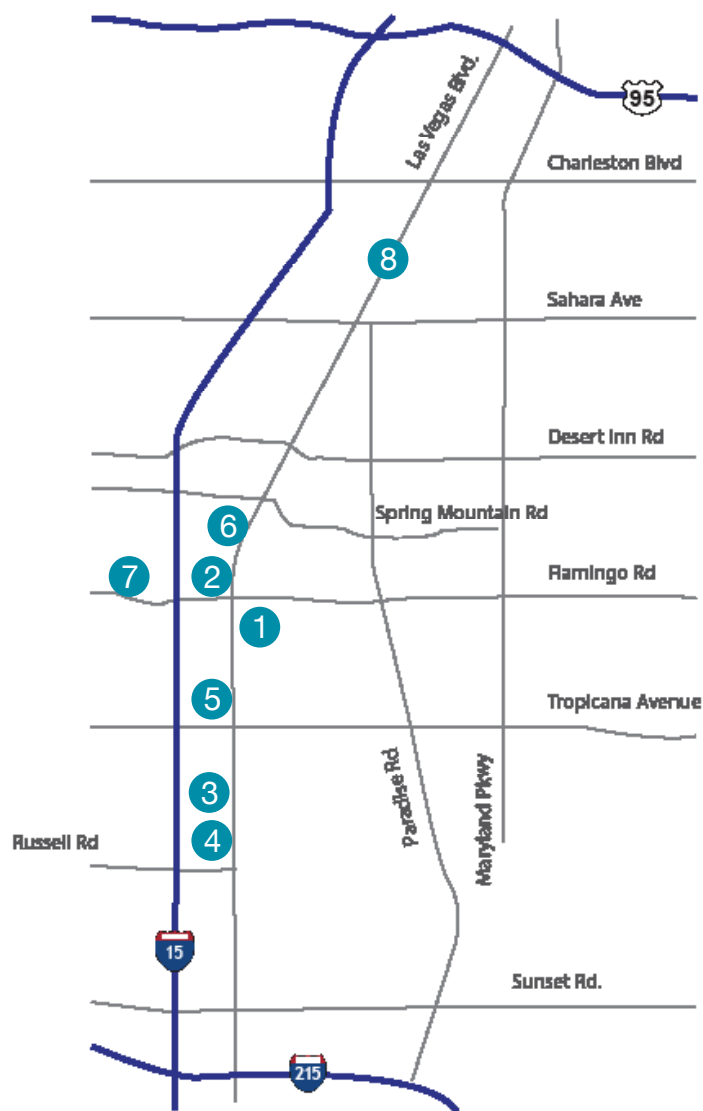 Las Vegas Blvd.
95
Charleston Blvd
8
Sahara Ave
Desert Inn Rd
Spring Mountain Rd
6
7
2
Flamingo Rd
1
5
Tropicana Avenue
Paradise Rd
Maryland Pkwy
3
Russell Rd
4
15
Sunset Rd.
215